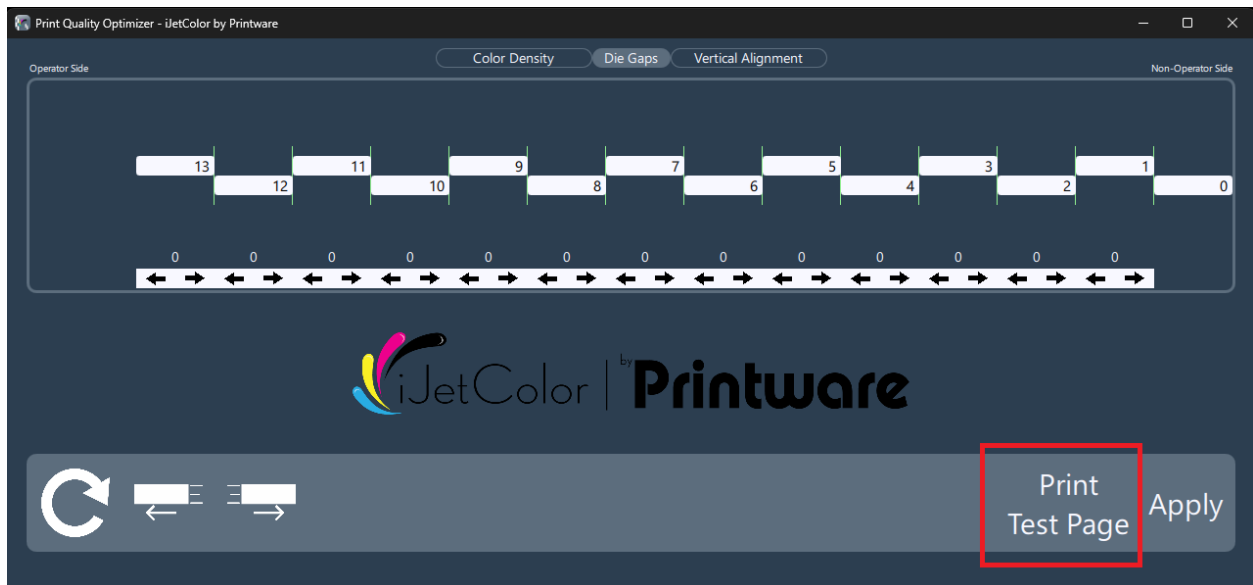 Print Quality Optimizer - iJetColor by Printware
Color Density Die Gaps Vertical Alignment
Operator Side Non-Operator Side
13 11 9 7 5 3 1
12 10 8 6 4 2 0
0 0 0 0 0 0 0 0 0 0 0 0 0
iJetColor by Printware
Print
Test Page
Apply